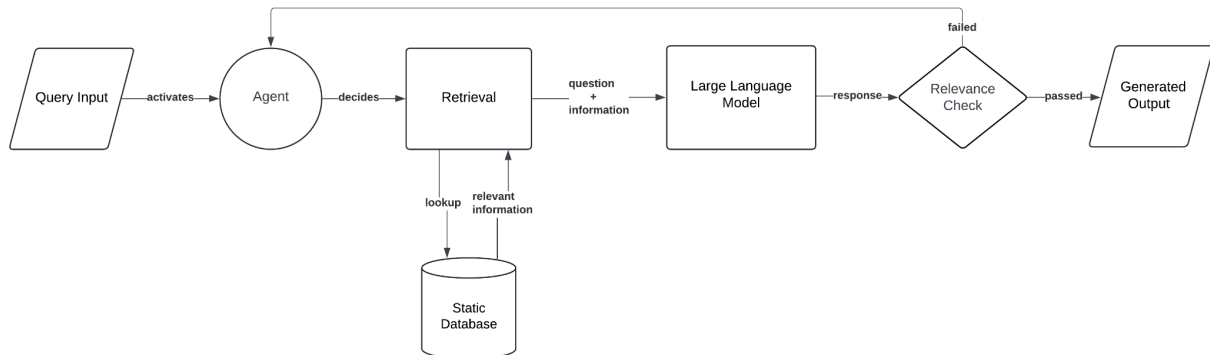 failed
Query Input
activates
Agent
decides
Retrieval
question
+
information
Large Language
Model
response
Relevance
Check
passed
Generated
Output
lookup
relevant
information
Static
Database